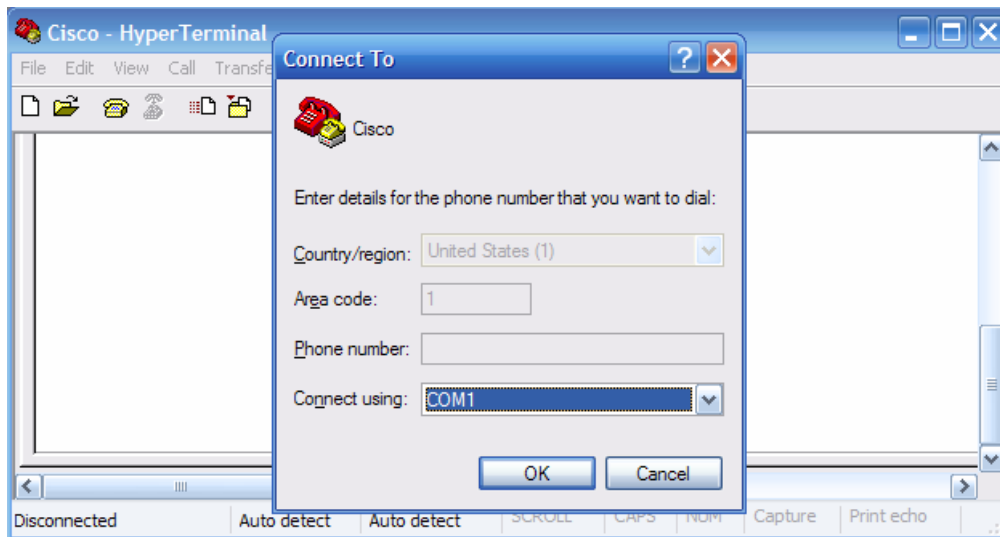 Cisco - HyperTerminal
File Edit View Call Transfe
Connect To
Cisco
Enter details for the phone number that you want to dial:
Country/region: United States (1)
Area code: 1
Phone number:
Connect using: COM1
OK Cancel
Disconnected Auto detect Auto detect SCROLL CAPS NUM Capture Print echo